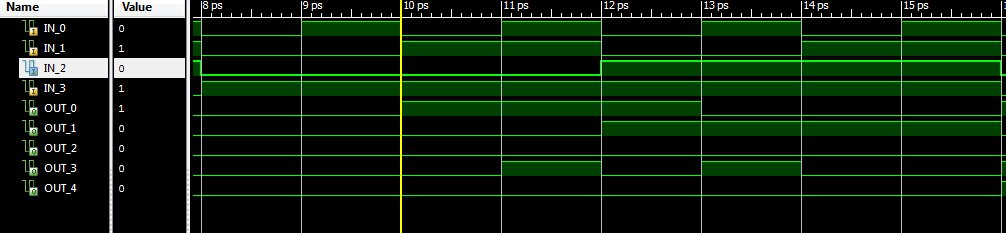 Name Value 8 ps 9 ps 10 ps 11 ps 12 ps 13 ps 14 ps 15 ps
IN_0 0
IN_1 1
IN_2 0
IN_3 1
OUT_0 1
OUT_1 0
OUT_2 0
OUT_3 0
OUT_4 0